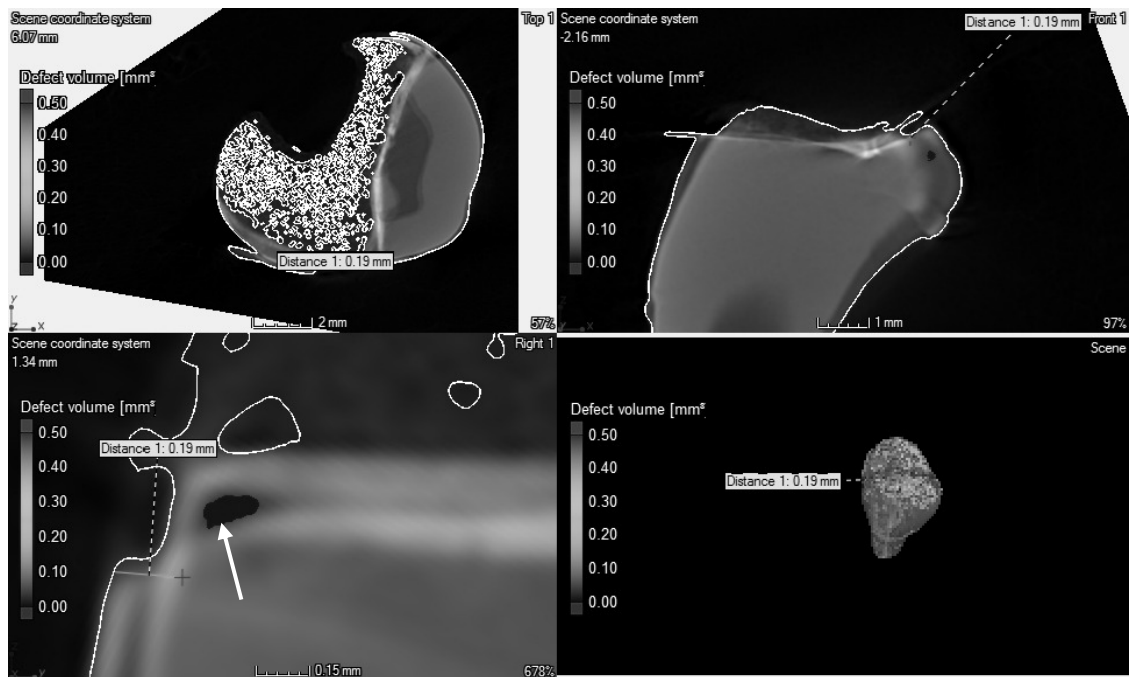 Scene coordinate system
6.07 mm
Top 1
Defect volume [mm³
0.50
0.40
0.30
0.20
0.10
0.00
Distance 1: 0.19 mm
Y
Z X
2 mm
57%
Scene coordinate system
-2.16 mm
Front 1
Distance 1: 0.19 mm
Defect volume [mm³
0.50
0.40
0.30
0.20
0.10
0.00
1 mm
97%
Scene coordinate system
1.34 mm
Right 1
Defect volume [mm³
0.50
0.40
0.30
0.20
0.10
0.00
Distance 1: 0.19 mm
0.15 mm
678%
Scene
Defect volume [mm³
0.50
0.40
0.30
0.20
0.10
0.00
Distance 1: 0.19 mm